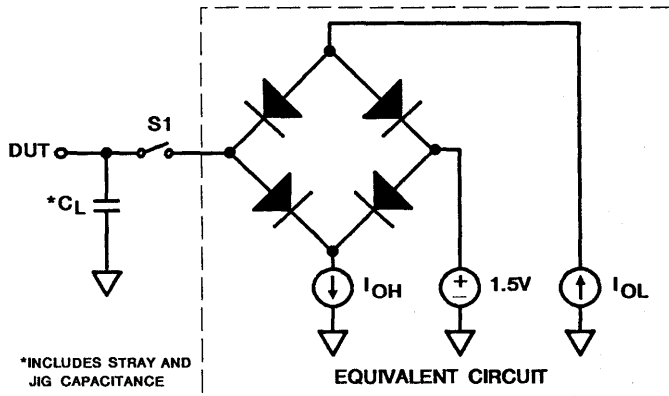 S1
DUT
*CL
+
–
IOH
1.5V
IOL
*INCLUDES STRAY AND
JIG CAPACITANCE
EQUIVALENT CIRCUIT